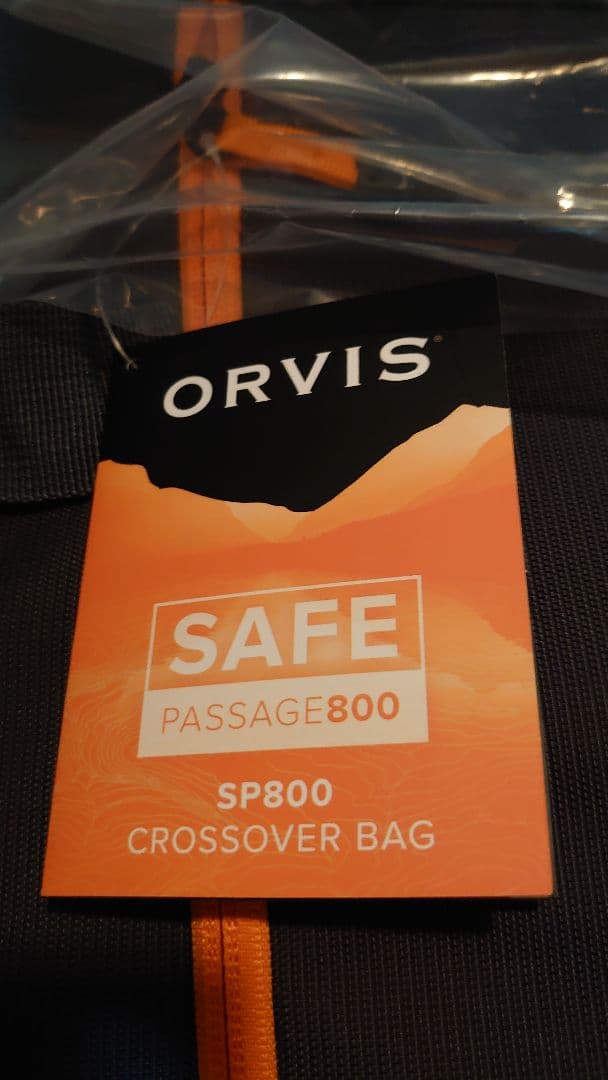 ORVIS®
SAFE
PASSAGE800
SP800
CROSSOVER BAG